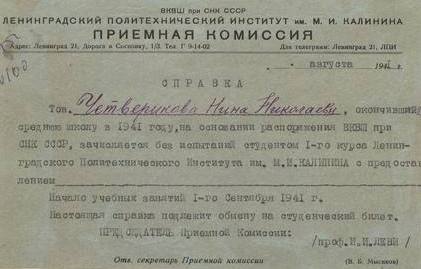 ВКВШ при СНК СССР
ЛЕНИНГРАДСКИЙ ПОЛИТЕХНИЧЕСКИЙ ИНСТИТУТ им. М. И. КАЛИНИНА
ПРИЕМНАЯ КОМИССИЯ
Адрес: Ленинград 21, Дорога в Сосновку, 1/3. Тел Г 9-14-02 Для телеграмм: Ленинград 21, ЛПИ
августа 1941 г.
СПРАВКА
Тов. Четверикова Нина Николаевн, окончивший
среднюю школу в 1941 году, на основании распоряжения ВКВШ при
СНК СССР, зачисляется без испытаний студентом I-го курса Ленин-
градского Политехнического Института им. М.И.КАЛИНИНА с предостав
лением
Начало учебных занятий I-го Сентября 1941 г.
Настоящая справка подлежит обмену на студенческий билет.
ПРЕДСЕДАТЕЛЬ Приемной Комиссии:
/проф. И.И.ЛЕВИ/
Отв. секретарь Приемной комиссии (В. Б. Мысяков)